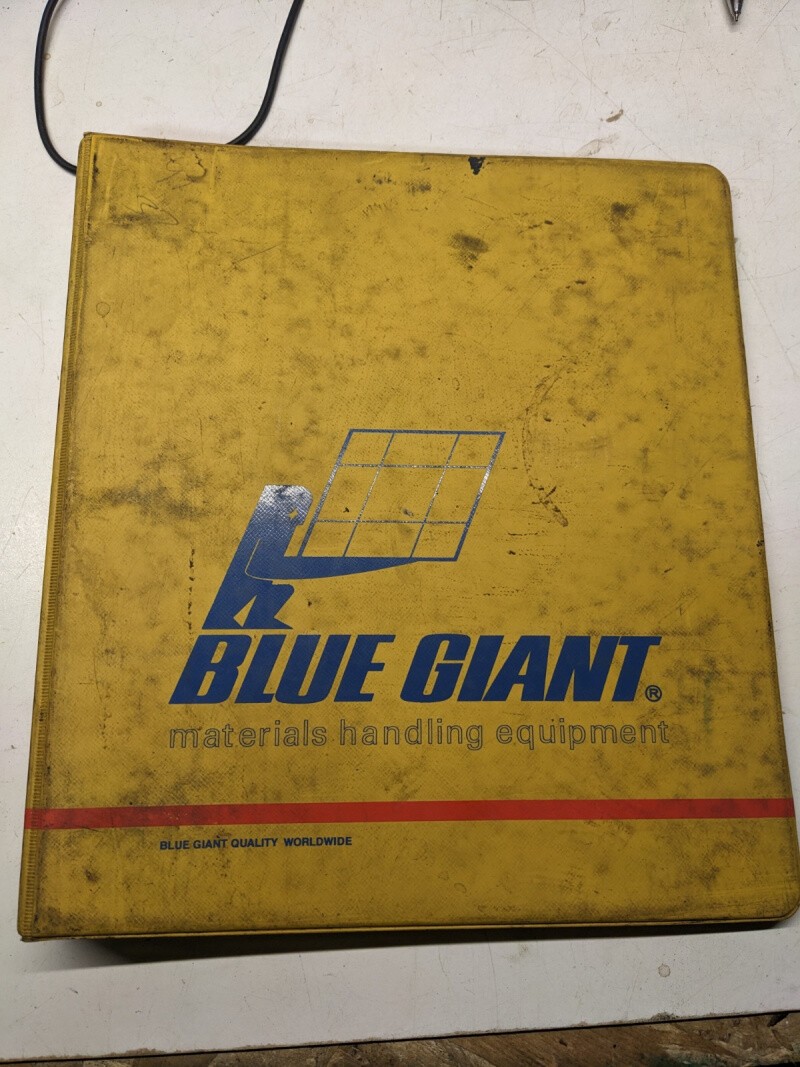 BLUE GIANT®
materials handling equipment
BLUE GIANT QUALITY WORLDWIDE